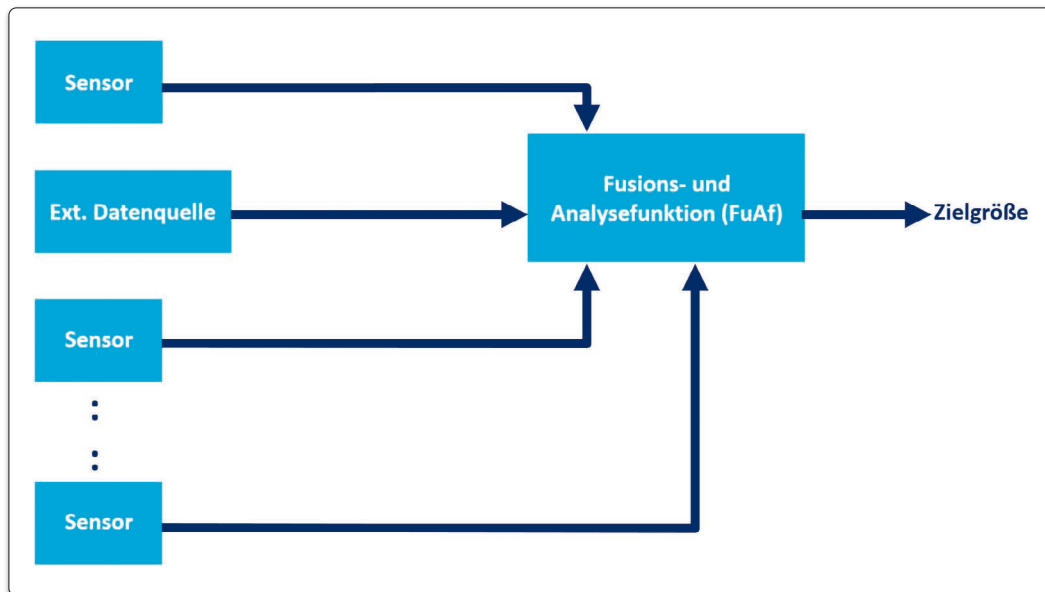 Sensor
Ext. Datenquelle
Fusions- und
Analysefunktion (FuAf)
Zielgröße
Sensor
Sensor